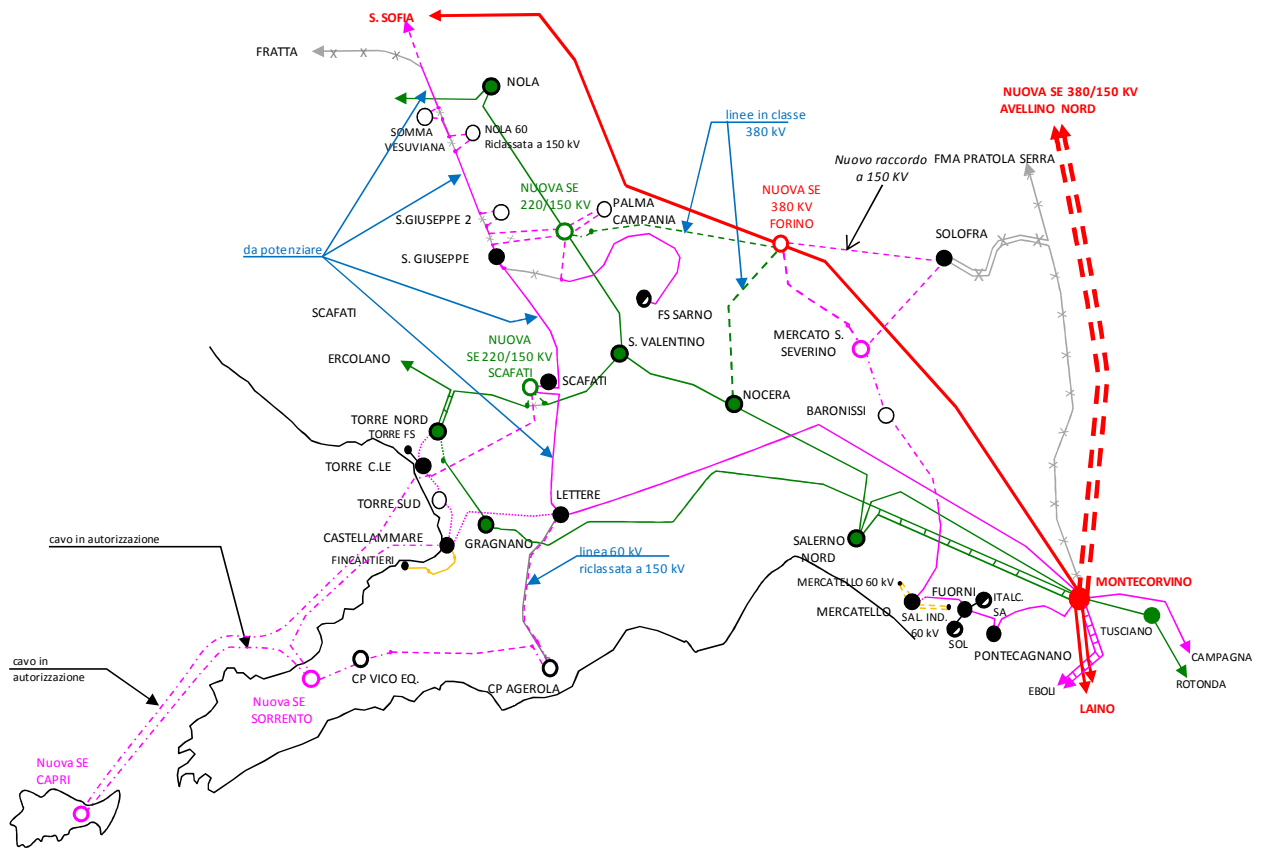 S. SOFIA
FRATTA
NOLA
NUOVA SE 380/150 KV
AVELLINO NORD
linee in classe
380 kV
SOMMA
VESUVIANA
NOLA 60
Riclassata a 150 kV
Nuovo raccordo
a 150 KV
FMA PRATOLA SERRA
NUOVA SE
220/150 KV
NUOVA SE
380 KV
FORINO
PALMA
CAMPANIA
S.GIUSEPPE 2
SOLOFRA
da potenziare
S. GIUSEPPE
SCAFATI
FS SARNO
MERCATO S.
SEVERINO
NUOVA
SE 220/150 KV
SCAFATI
S. VALENTINO
ERCOLANO
SCAFATI
NOCERA
BARONISSI
TORRE NORD
TORRE FS
TORRE C.LE
TORRE SUD
LETTERE
CASTELLAMMARE
GRAGNANO
FINCANTIERI
cavo in autorizzazione
linea 60 kV
riclassata a 150 kV
SALERNO
NORD
MERCATELLO 60 kV
MERCATELLO
FUORNI
ITALC.
SA
SAL. IND.
60 kV
SOL
PONTECAGNANO
MONTECORVINO
TUSCIANO
CAMPAGNA
ROTONDA
EBOLI
LAINO
cavo in
autorizzazione
CP VICO EQ.
CP AGEROLA
Nuova SE
SORRENTO
Nuova SE
CAPRI